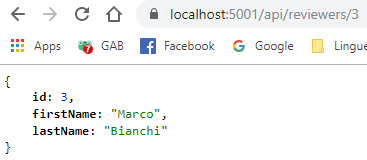 localhost:5001/api/reviewers/3
Apps GAB Facebook Google Lingue
{
id: 3,
firstName: "Marco",
lastName: "Bianchi"
}